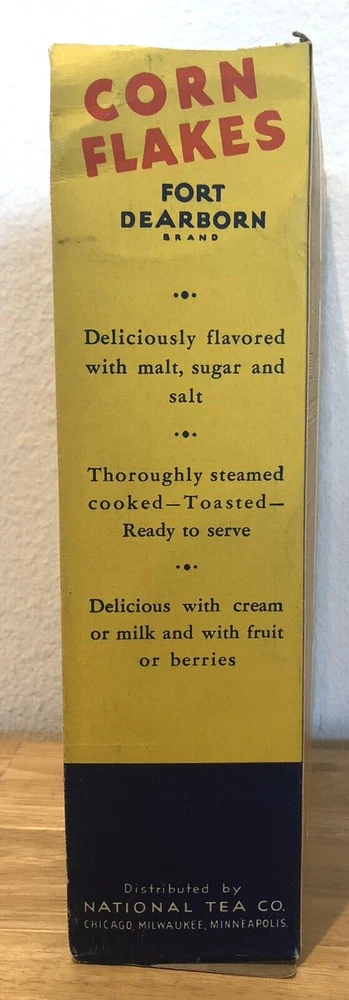 CORN
FLAKES
FORT
DEARBORN
BRAND
Deliciously flavored
with malt, sugar and
salt
Thoroughly steamed
cooked—Toasted—
Ready to serve
Delicious with cream
or milk and with fruit
or berries
Distributed by
NATIONAL TEA CO.
CHICAGO, MILWAUKEE, MINNEAPOLIS.